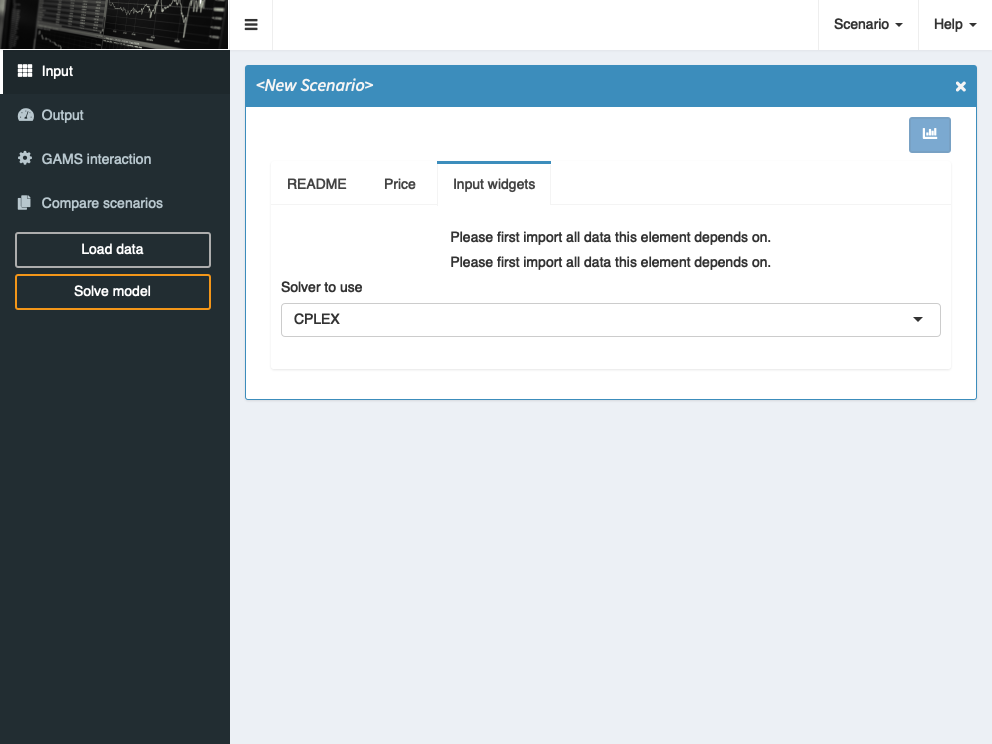 Scenario
Help
Input
Output
GAMS interaction
Compare scenarios
Load data
Solve model
<New Scenario>
README
Price
Input widgets
Please first import all data this element depends on.
Please first import all data this element depends on.
Solver to use
CPLEX